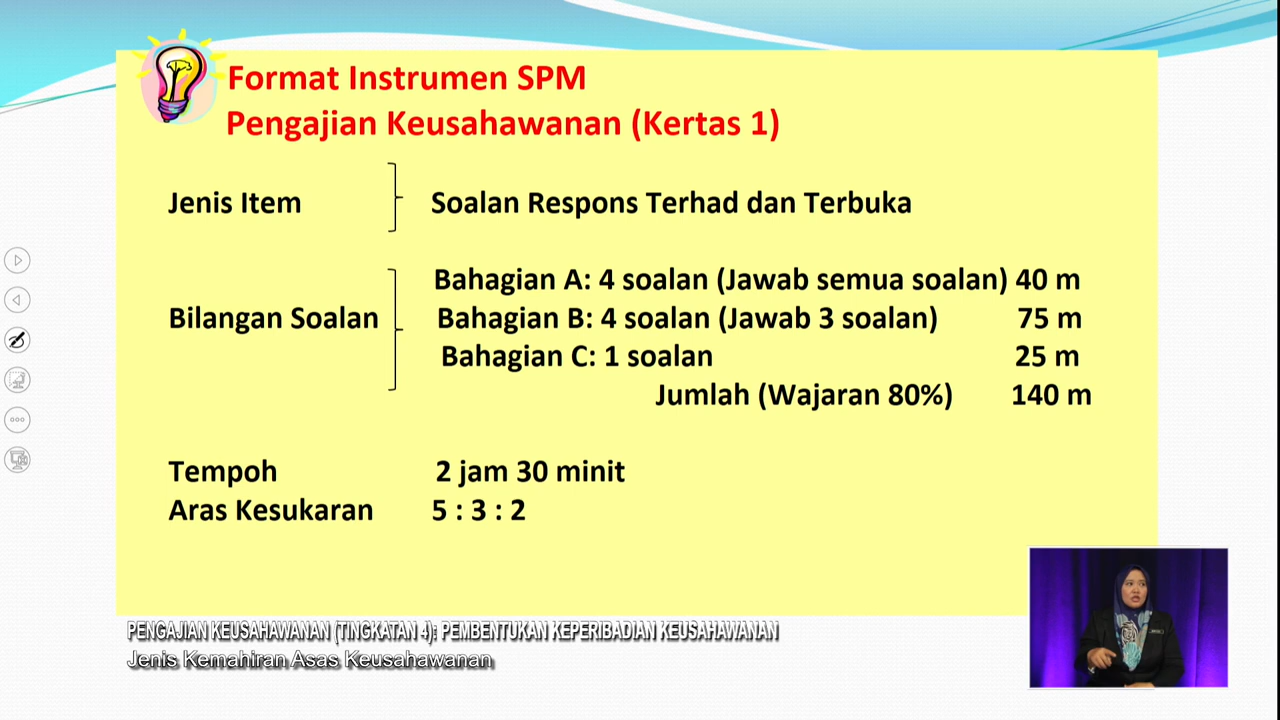 Format Instrumen SPM
Pengajian Keusahawanan (Kertas 1)
Jenis Item Soalan Respons Terhad dan Terbuka
Bahagian A: 4 soalan (Jawab semua soalan) 40 m
Bilangan Soalan Bahagian B: 4 soalan (Jawab 3 soalan) 75 m
Bahagian C: 1 soalan 25 m
Jumlah (Wajaran 80%) 140 m
Tempoh 2 jam 30 minit
Aras Kesukaran 5 : 3 : 2
PENGAJIAN KEUSAHAWANAN (TINGKATAN 4): PEMBENTUKAN KEPERIBADIAN KEUSAHAWANAN
Jenis Kemahiran Asas Keusahawanan